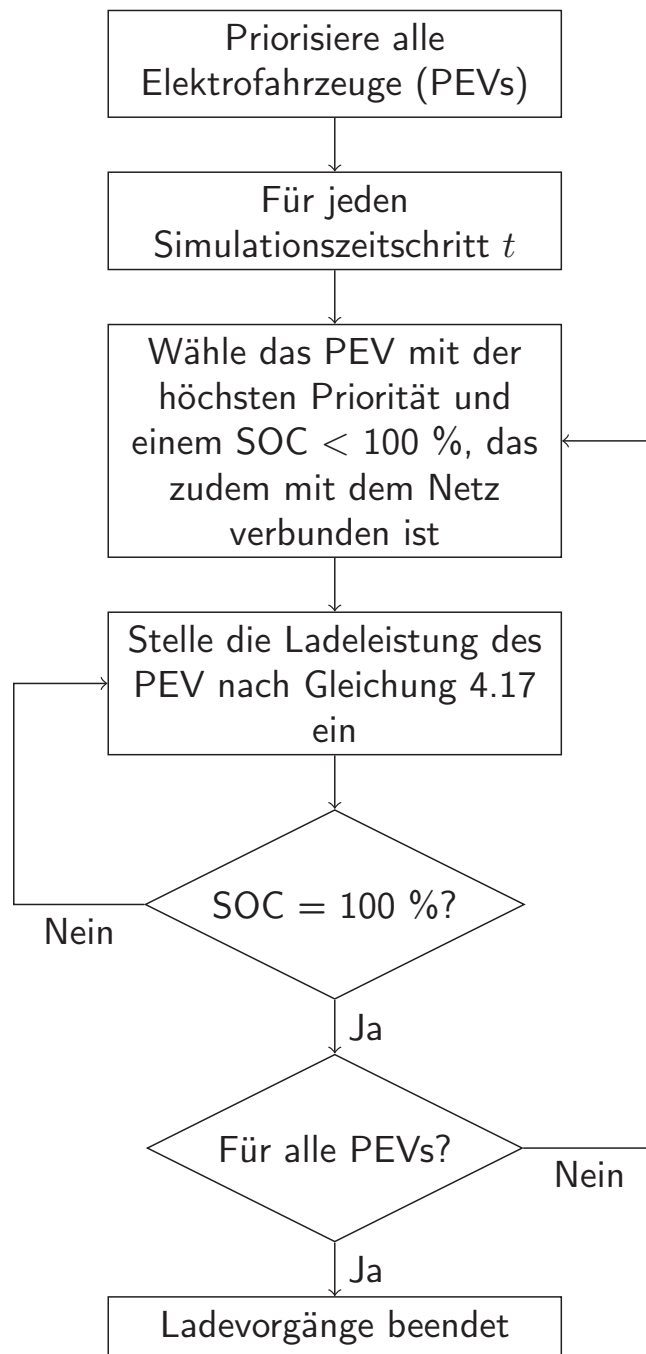 Priorisiere alle
Elektrofahrzeuge (PEVs)
Für jeden
Simulationszeitschritt t
Wähle das PEV mit der
höchsten Priorität und
einem SOC < 100 %, das
zudem mit dem Netz
verbunden ist
Stelle die Ladeleistung des
PEV nach Gleichung 4.17
ein
SOC = 100 %?
Nein
Ja
Für alle PEVs?
Nein
Ja
Ladevorgänge beendet